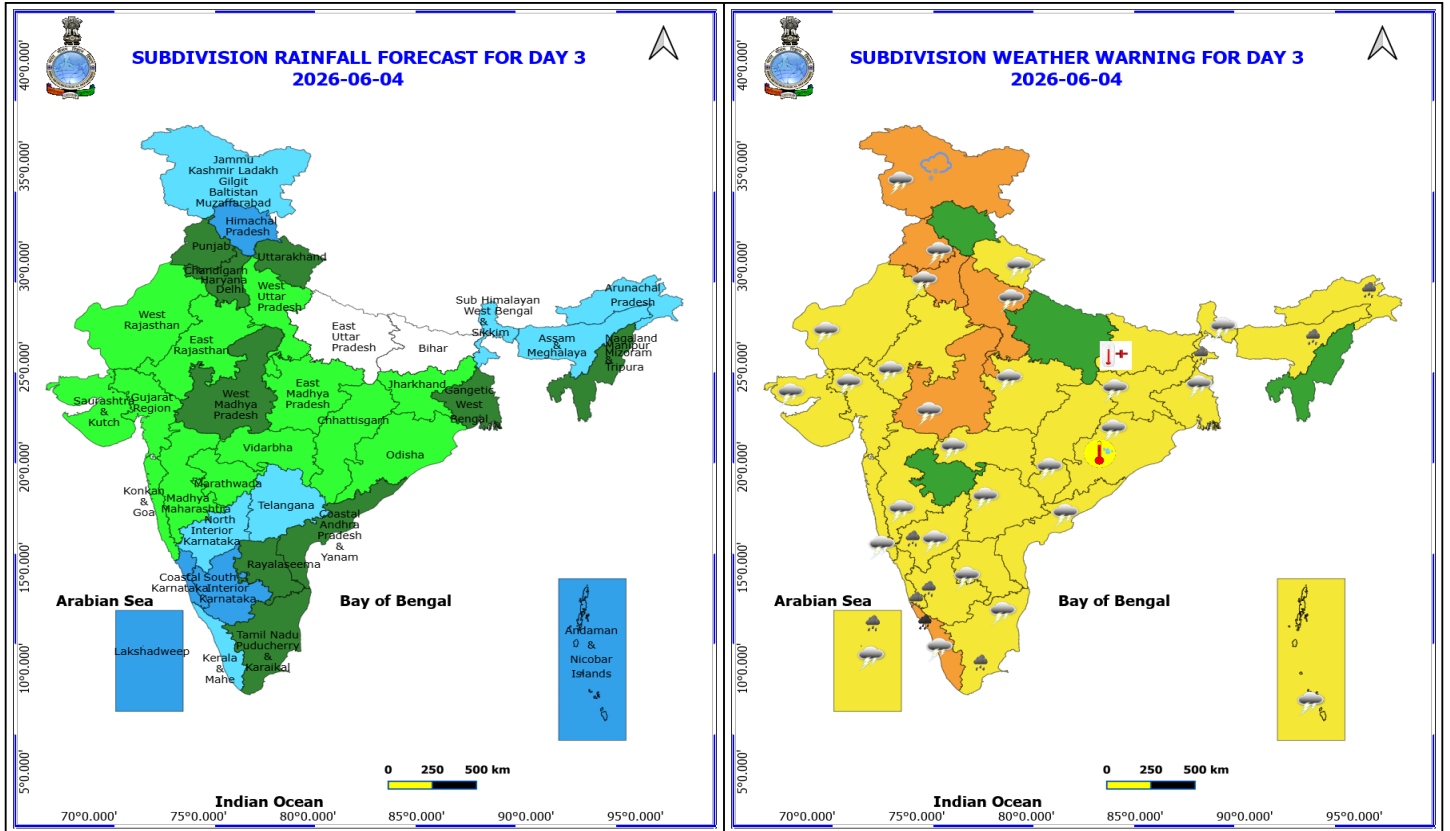 SUBDIVISION RAINFALL FORECAST FOR DAY 3
2026-06-04
40°0.000'
35°0.000'
30°0.000'
25°0.000'
20°0.000'
15°0.000'
10°0.000'
5°0.000'
Jammu
Kashmir Ladakh
Gilgit
Baltistan
Muzaffarabad
Himachal
Pradesh
Punjab
Uttarakhand
Chandigarh
Haryana
Delhi
West
Uttar
Pradesh
West
Rajasthan
East
Rajasthan
East
Uttar
Pradesh
Bihar
Sub Himalayan
West Bengal
&
Sikkim
Arunachal
Pradesh
Assam
&
Meghalaya
Nagaland
Manipur
Mizoram
&
Tripura
Saurashtra
&
Kutch
Gujarat
Region
West
Madhya
Pradesh
East
Madhya
Pradesh
Jharkhand
Gangetic
West
Bengal
Chhattisgarh
Odisha
Vidarbha
Konkan
&
Goa
Madhya
Maharashtra
Marathwada
Telangana
North
Interior
Karnataka
Coastal
Andhra
Pradesh
&
Yanam
Rayalaseema
Coastal
Karnataka
South
Interior
Karnataka
Tamil Nadu
Puducherry
&
Karaikal
Kerala
&
Mahe
Arabian Sea
Lakshadweep
Bay of Bengal
Andaman
&
Nicobar
Islands
0 250 500 km
Indian Ocean
70°0.000' 75°0.000' 80°0.000' 85°0.000' 90°0.000' 95°0.000'
SUBDIVISION WEATHER WARNING FOR DAY 3
2026-06-04
40°0.000'
35°0.000'
30°0.000'
25°0.000'
20°0.000'
15°0.000'
10°0.000'
5°0.000'
Arabian Sea
Bay of Bengal
0 250 500 km
Indian Ocean
70°0.000' 75°0.000' 80°0.000' 85°0.000' 90°0.000' 95°0.000'